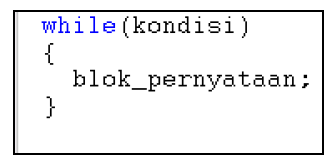 while(kondisi)
{
  blok_pernyataan;
}